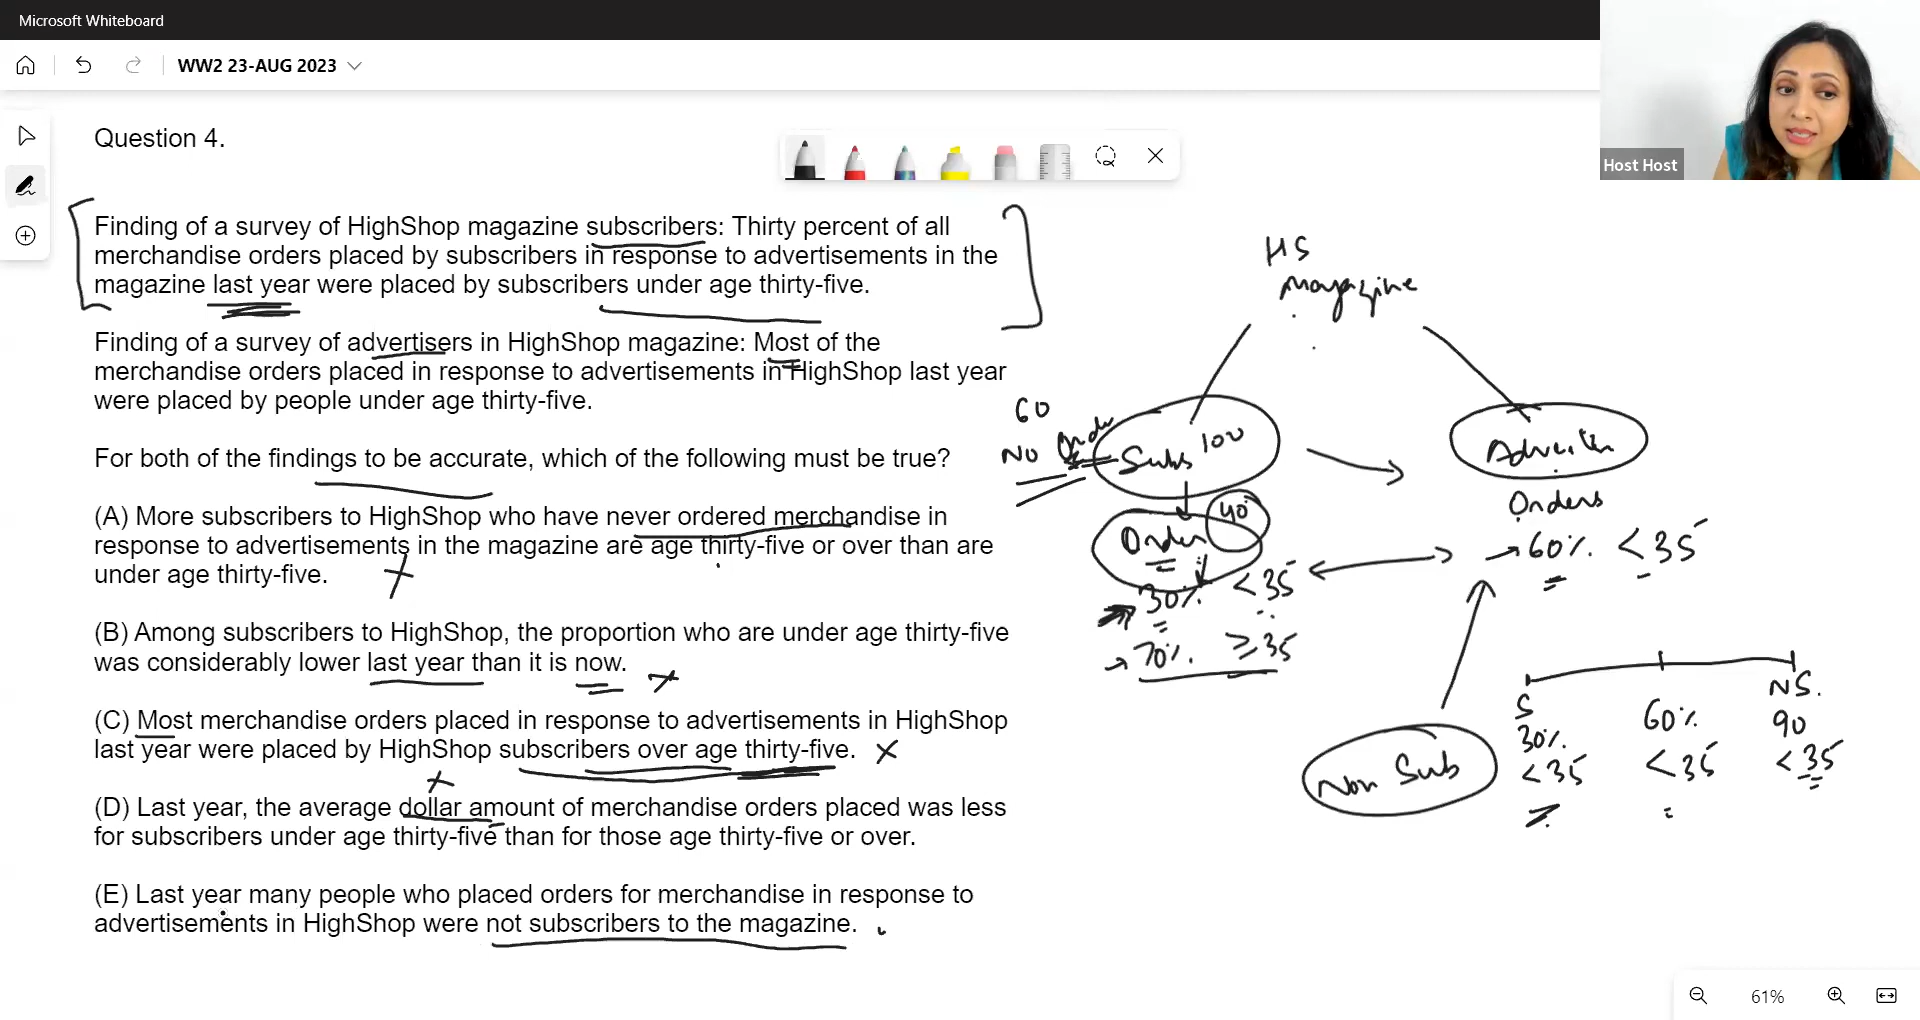 Microsoft Whiteboard
WW2 23-AUG 2023
Host Host
Question 4.
Finding of a survey of HighShop magazine subscribers: Thirty percent of all
merchandise orders placed by subscribers in response to advertisements in the
magazine last year were placed by subscribers under age thirty-five.
Finding of a survey of advertisers in HighShop magazine: Most of the
merchandise orders placed in response to advertisements in HighShop last year
were placed by people under age thirty-five.
For both of the findings to be accurate, which of the following must be true?
(A) More subscribers to HighShop who have never ordered merchandise in
response to advertisements in the magazine are age thirty-five or over than are
under age thirty-five.
(B) Among subscribers to HighShop, the proportion who are under age thirty-five
was considerably lower last year than it is now.
(C) Most merchandise orders placed in response to advertisements in HighShop
last year were placed by HighShop subscribers over age thirty-five.
(D) Last year, the average dollar amount of merchandise orders placed was less
for subscribers under age thirty-five than for those age thirty-five or over.
(E) Last year many people who placed orders for merchandise in response to
advertisements in HighShop were not subscribers to the magazine.
HS
magazine
60
NO Order
Subs 100
40
Order
30% <35
70% ≥35
Orders
60% <35
Non Sub
S
30%
<35
60%
<35
NS.
90
<35
61%